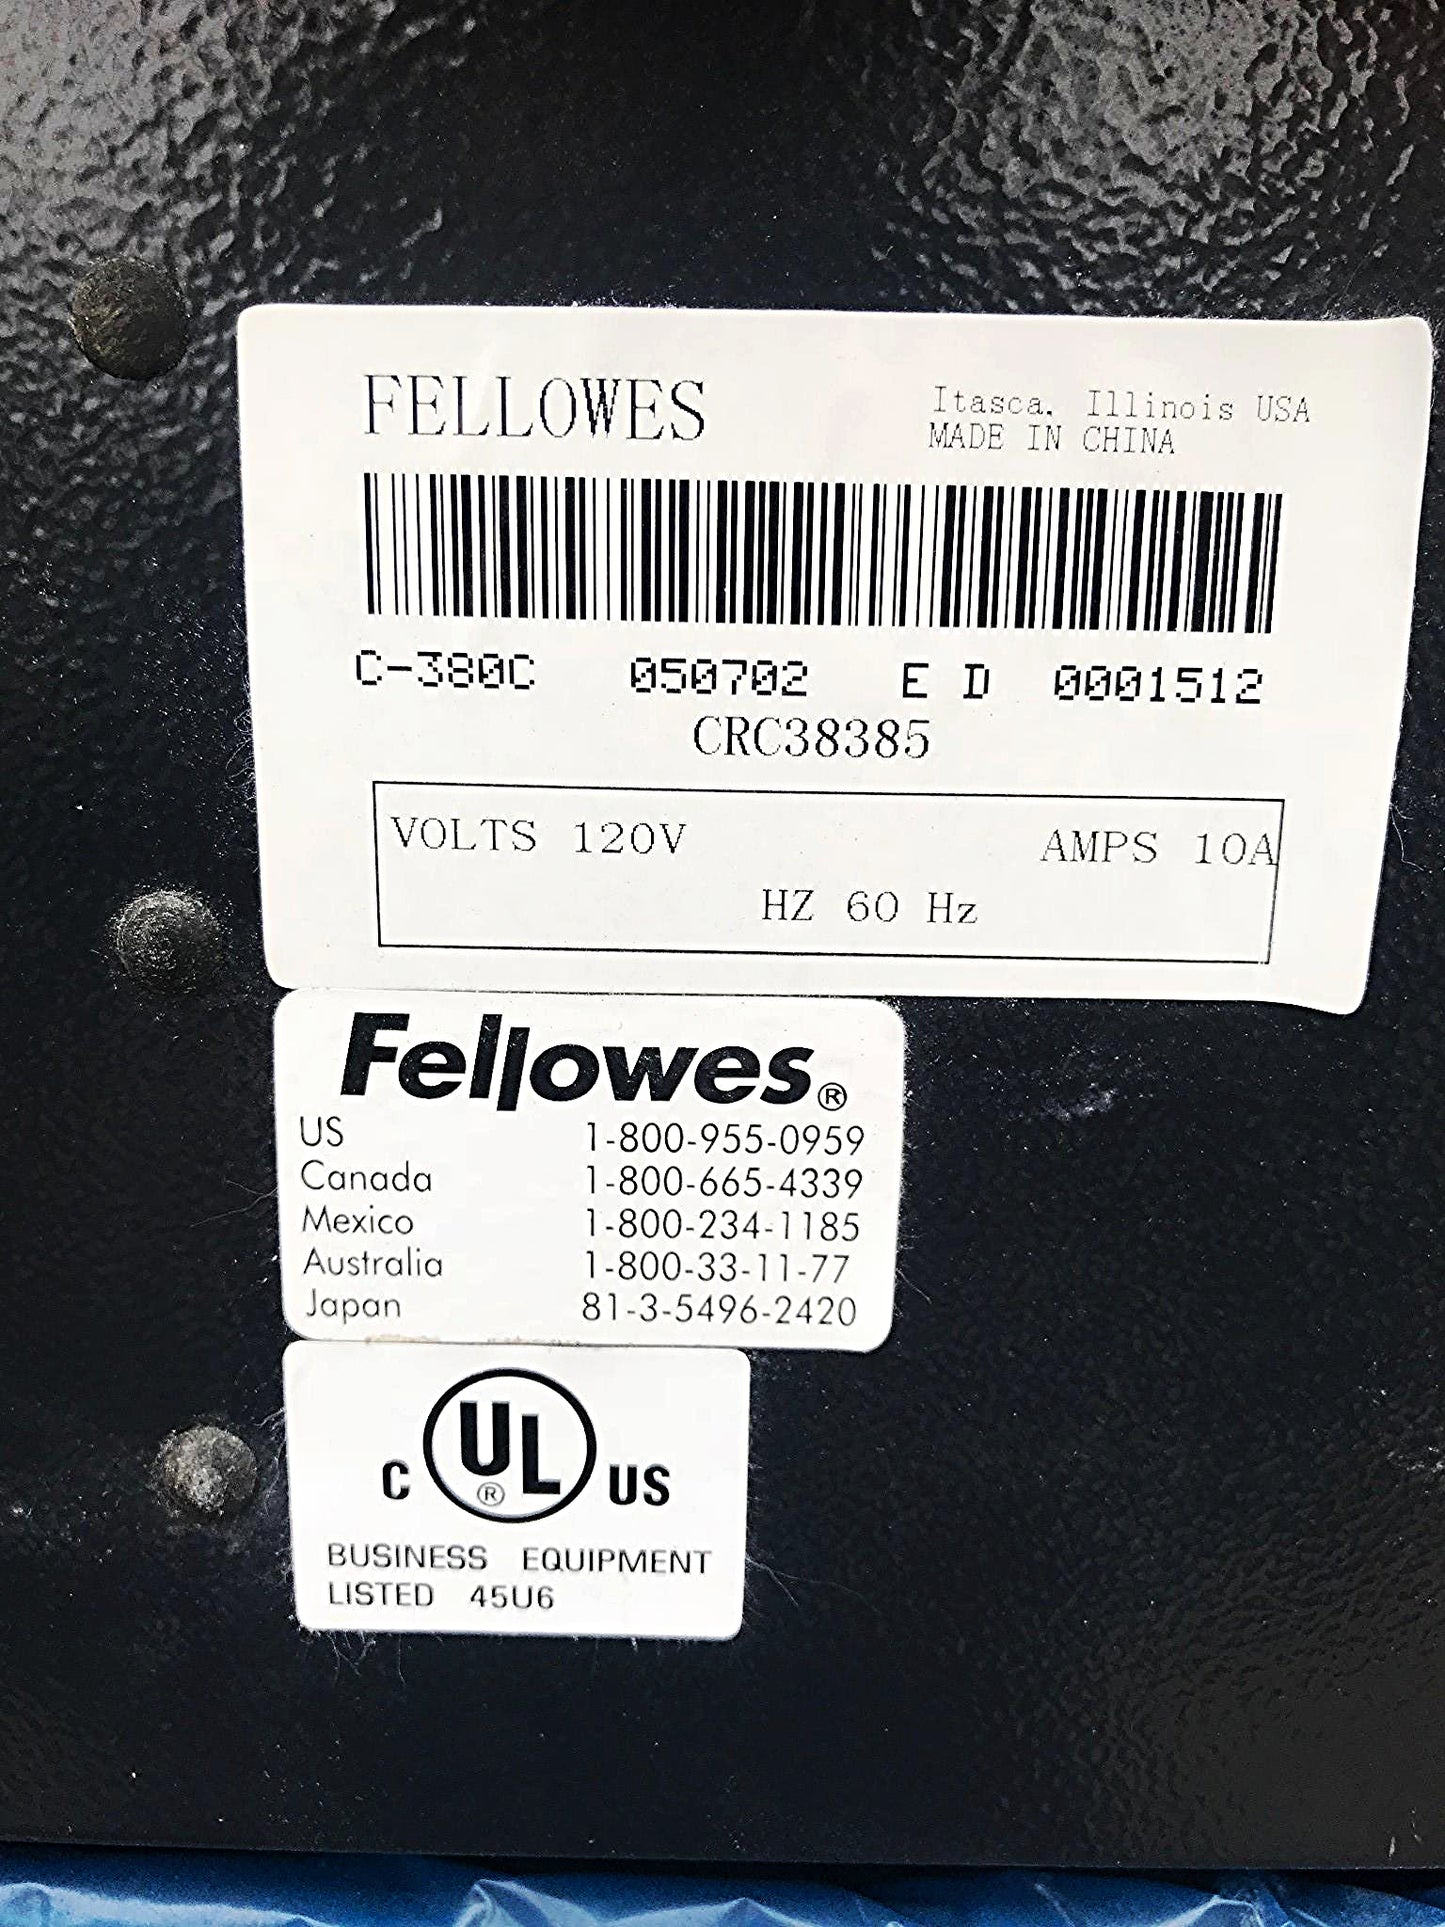 FELLOWES
Itasca, Illinois USA
MADE IN CHINA
C-380C 050702 E D 0001512
CRC38385
VOLTS 120V AMPS 10A
HZ 60 Hz
Fellowes®
US 1-800-955-0959
Canada 1-800-665-4339
Mexico 1-800-234-1185
Australia 1-800-33-11-77
Japan 81-3-5496-2420
C UL® US
BUSINESS EQUIPMENT
LISTED 45U6